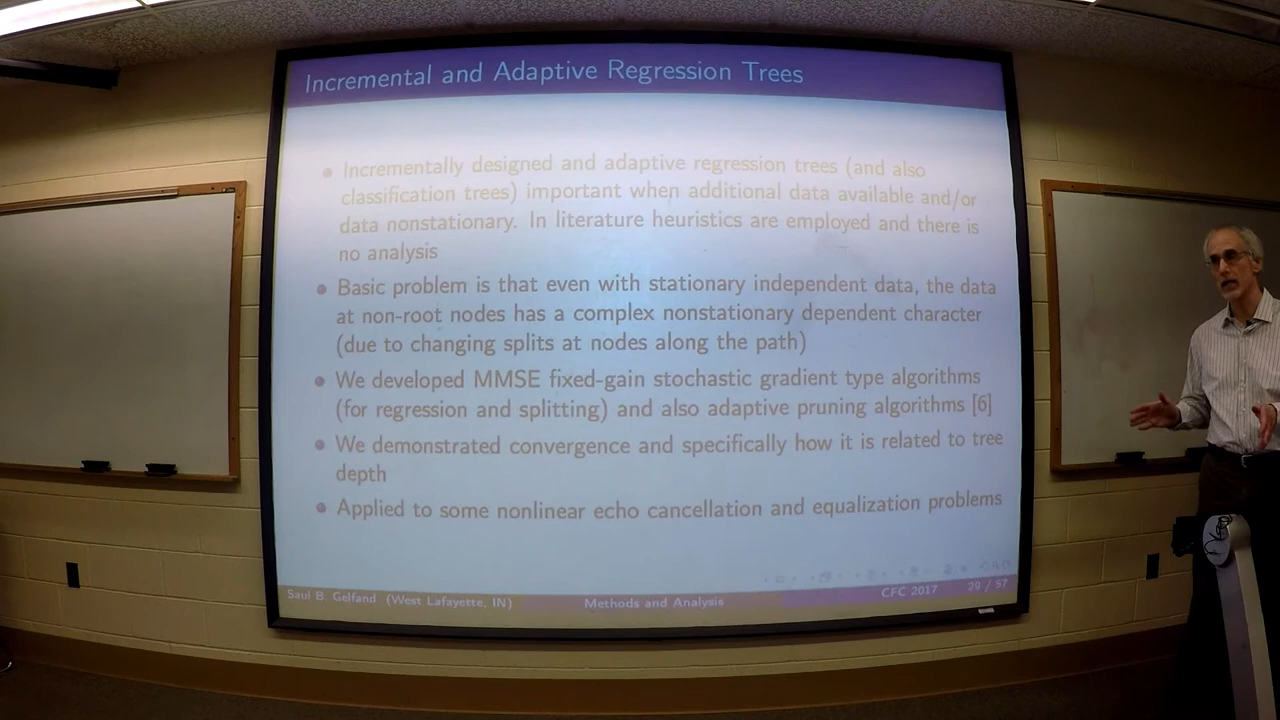 Incremental and Adaptive Regression Trees
Incrementally designed and adaptive regression trees (and also
classification trees) important when additional data available and/or
data nonstationary. In literature heuristics are employed and there is
no analysis
Basic problem is that even with stationary independent data, the data
at non-root nodes has a complex nonstationary dependent character
(due to changing splits at nodes along the path)
We developed MMSE fixed-gain stochastic gradient type algorithms
(for regression and splitting) and also adaptive pruning algorithms [6]
We demonstrated convergence and specifically how it is related to tree
depth
Applied to some nonlinear echo cancellation and equalization problems
Saul B. Gelfand (West Lafayette, IN) Methods and Analysis CFC 2017 29 / 57